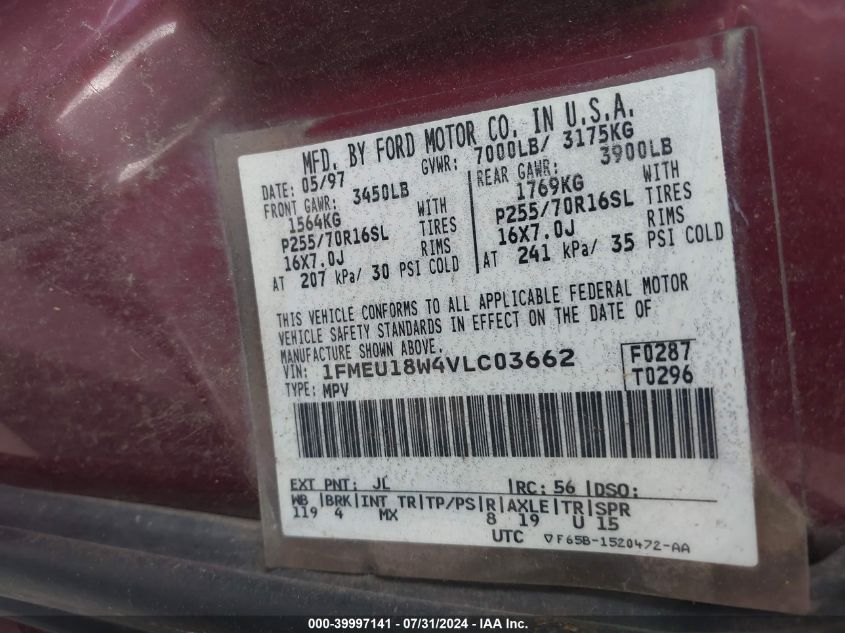 MFD. BY FORD MOTOR CO. IN U.S.A.
DATE: 05/97 GVWR: 7000LB/ 3175KG
FRONT GAWR: 3450LB REAR GAWR: 3900LB
1564KG WITH 1769KG WITH
P255/70R16SL TIRES P255/70R16SL TIRES
16X7.0J RIMS 16X7.0J RIMS
AT 207 kPa/ 30 PSI COLD AT 241 kPa/ 35 PSI COLD
THIS VEHICLE CONFORMS TO ALL APPLICABLE FEDERAL MOTOR
VEHICLE SAFETY STANDARDS IN EFFECT ON THE DATE OF
MANUFACTURE SHOWN ABOVE.
VIN: 1FMEU18W4VLC03662 F0287
TYPE: MPV T0296
EXT PNT: JL |RC: 56 |DSO:
WB |BRK|INT TR|TP/PS|R|AXLE|TR|SPR
119 4 MX 8 19 U 15
UTC ▽F65B-1520472-AA
000-39997141 - 07/31/2024 - IAAI.com